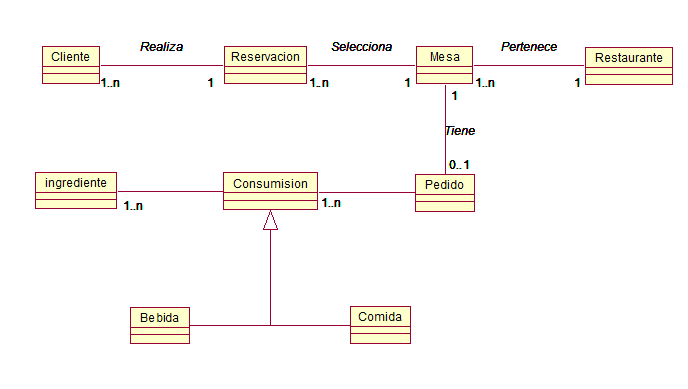 Realiza
Selecciona
Pertenece
Cliente
Reservacion
Mesa
Restaurante
1..n
1
1..n
1
1..n
1
1
Tiene
0..1
ingrediente
Consumision
Pedido
1..n
1..n
Bebida
Comida